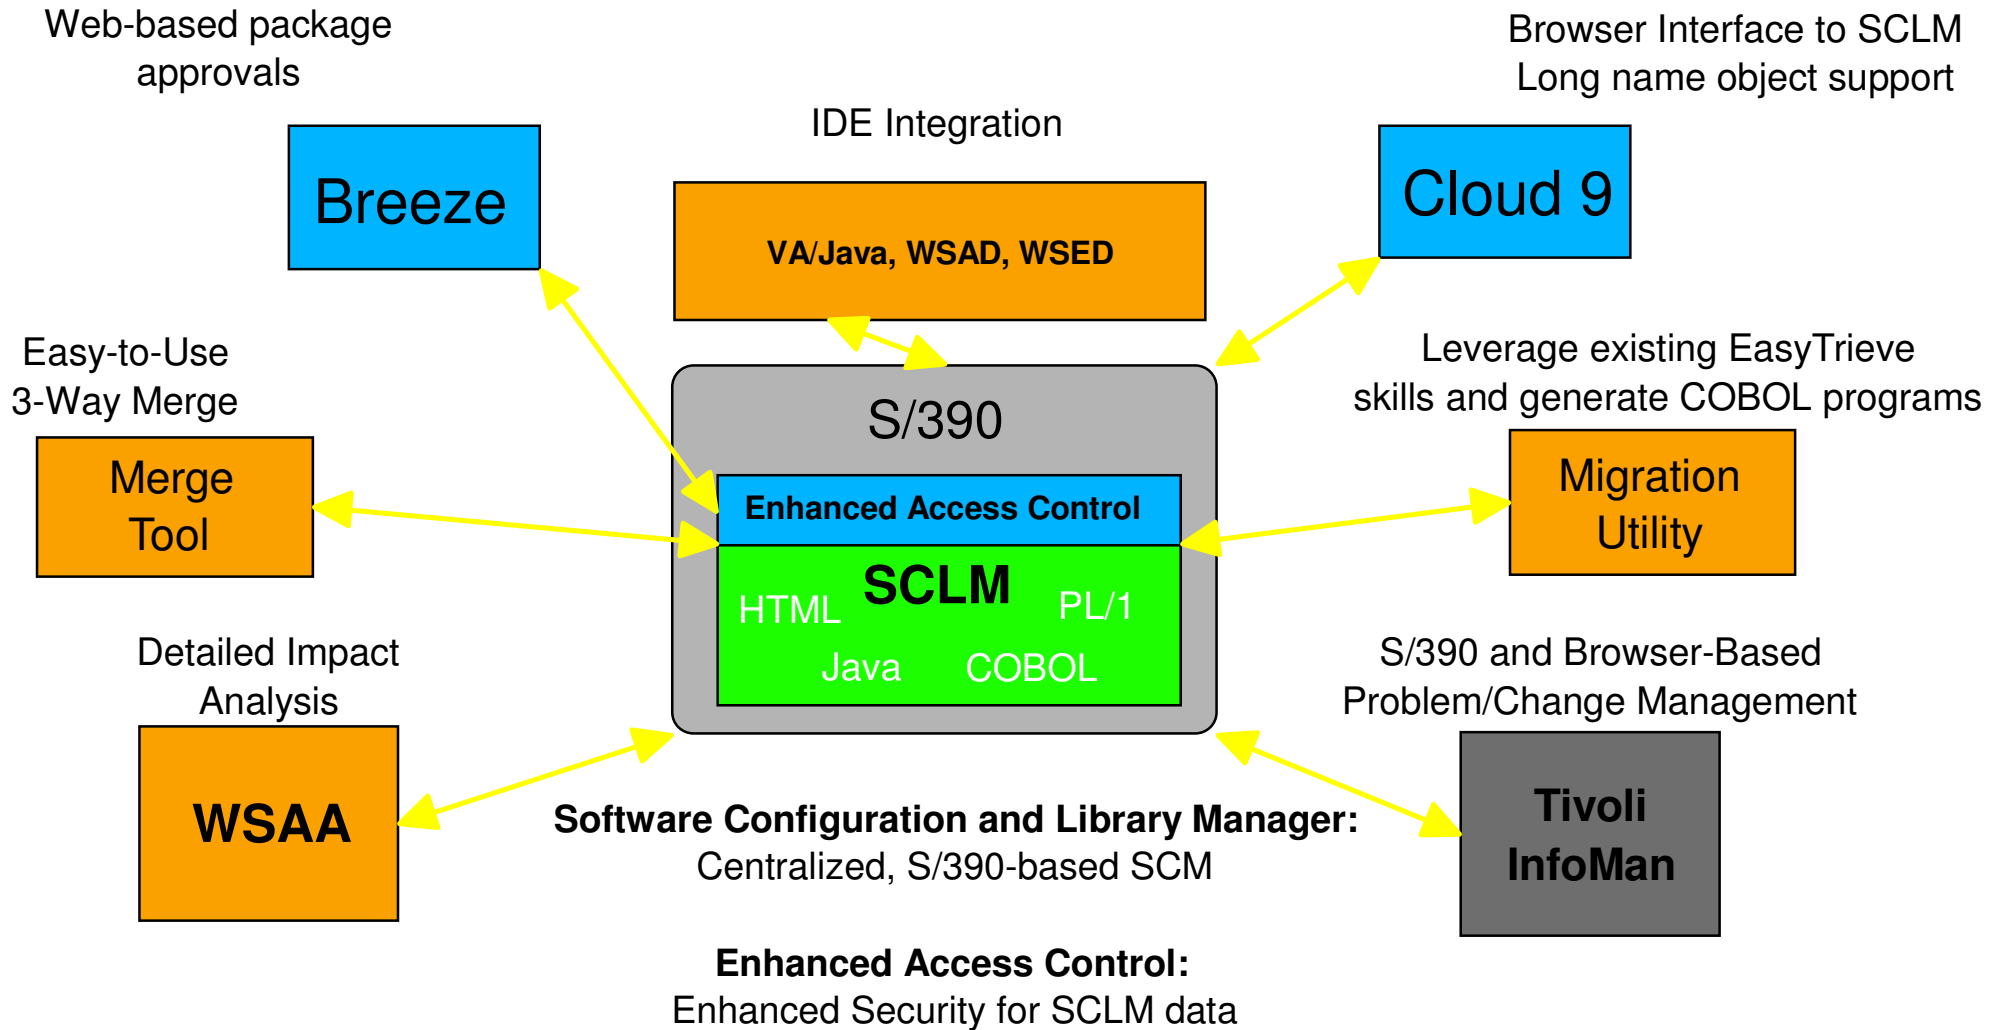 Web-based package
approvals
Breeze
IDE Integration
VA/Java, WSAD, WSED
Browser Interface to SCLM
Long name object support
Cloud 9
Easy-to-Use
3-Way Merge
Merge
Tool
S/390
Enhanced Access Control
SCLM
HTML
PL/1
Java
COBOL
Leverage existing EasyTrieve
skills and generate COBOL programs
Migration
Utility
Detailed Impact
Analysis
WSAA
S/390 and Browser-Based
Problem/Change Management
Tivoli
InfoMan
Software Configuration and Library Manager:
Centralized, S/390-based SCM
Enhanced Access Control:
Enhanced Security for SCLM data